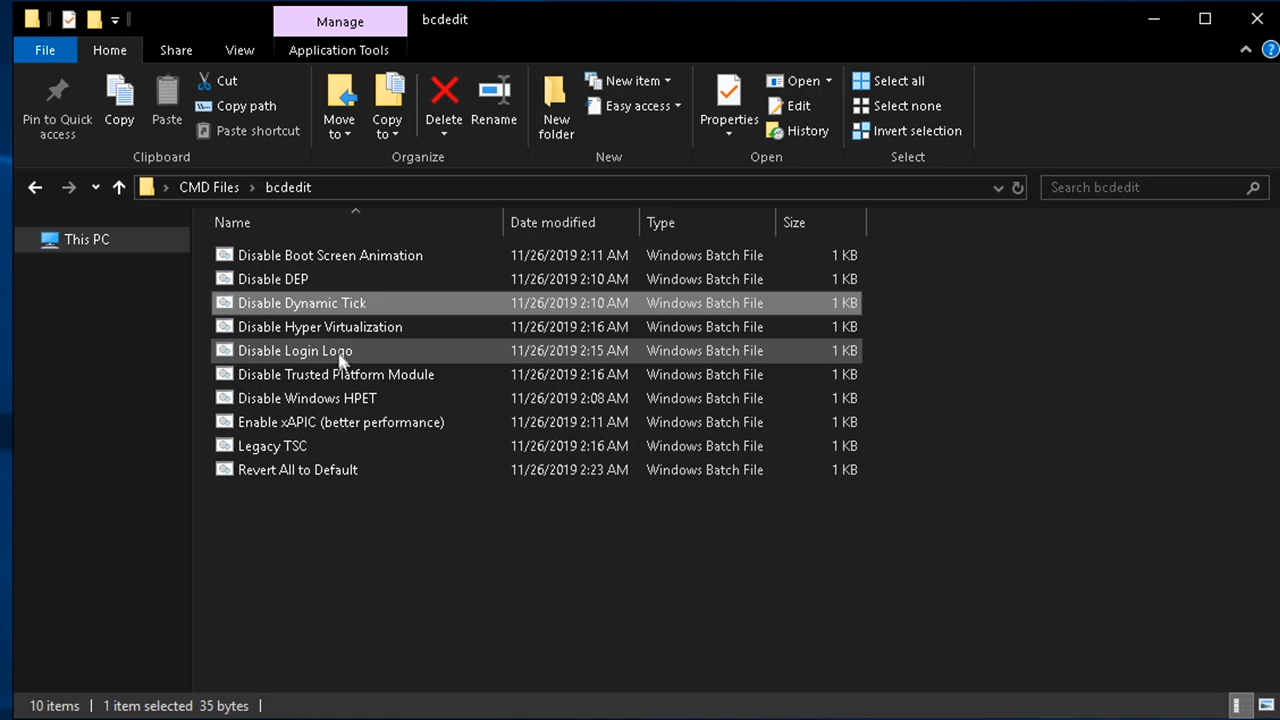 Manage
bcdedit
File
Home
Share
View
Application Tools
Pin to Quick access
Copy
Paste
Cut
Copy path
Paste shortcut
Clipboard
Move to
Copy to
Delete
Rename
Organize
New folder
New item
Easy access
New
Properties
Open
Edit
History
Open
Select all
Select none
Invert selection
Select
CMD Files
bcdedit
Search bcdedit
This PC
Name Date modified Type Size
Disable Boot Screen Animation 11/26/2019 2:11 AM Windows Batch File 1 KB
Disable DEP 11/26/2019 2:10 AM Windows Batch File 1 KB
Disable Dynamic Tick 11/26/2019 2:10 AM Windows Batch File 1 KB
Disable Hyper Virtualization 11/26/2019 2:16 AM Windows Batch File 1 KB
Disable Login Logo 11/26/2019 2:15 AM Windows Batch File 1 KB
Disable Trusted Platform Module 11/26/2019 2:16 AM Windows Batch File 1 KB
Disable Windows HPET 11/26/2019 2:08 AM Windows Batch File 1 KB
Enable xAPIC (better performance) 11/26/2019 2:11 AM Windows Batch File 1 KB
Legacy TSC 11/26/2019 2:16 AM Windows Batch File 1 KB
Revert All to Default 11/26/2019 2:23 AM Windows Batch File 1 KB
10 items 1 item selected 35 bytes